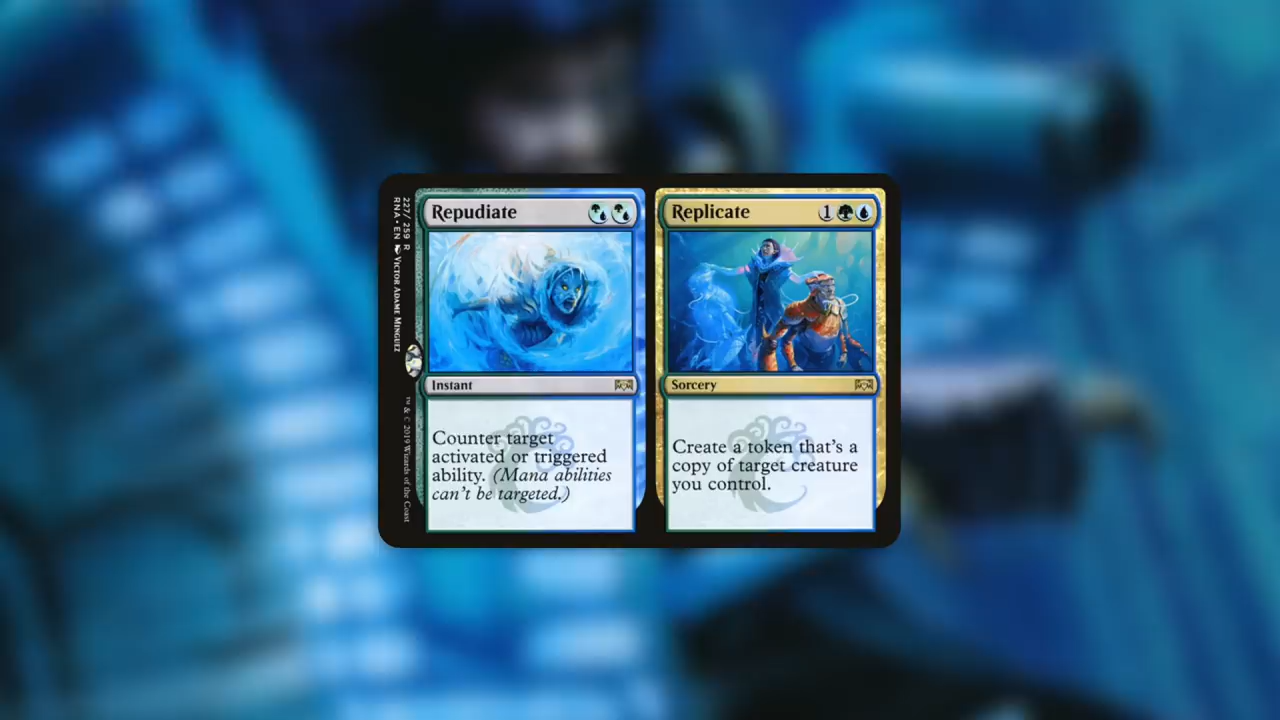 Repudiate
Instant
Counter target
activated or triggered
ability. (Mana abilities
can't be targeted.)
Replicate
1
Sorcery
Create a token that's a
copy of target creature
you control.
227/259 R
RNA • EN Victor Adame Minguez
™ & © 2019 Wizards of the Coast